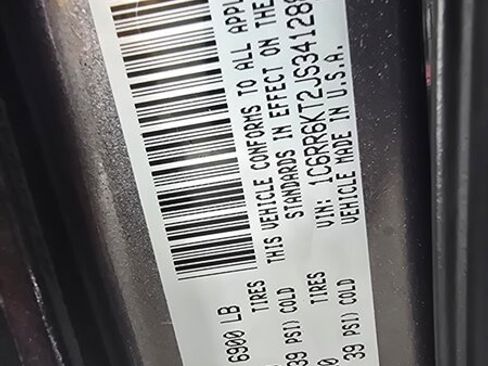 6900 LB
TIRES
39 PSI) COLD
THIS VEHICLE CONFORMS TO ALL APPL
STANDARDS IN EFFECT ON THE
VIN: 1C6RR6KT2JS34128
VEHICLE MADE IN U.S.A.
TIRES
39 PSI) COLD